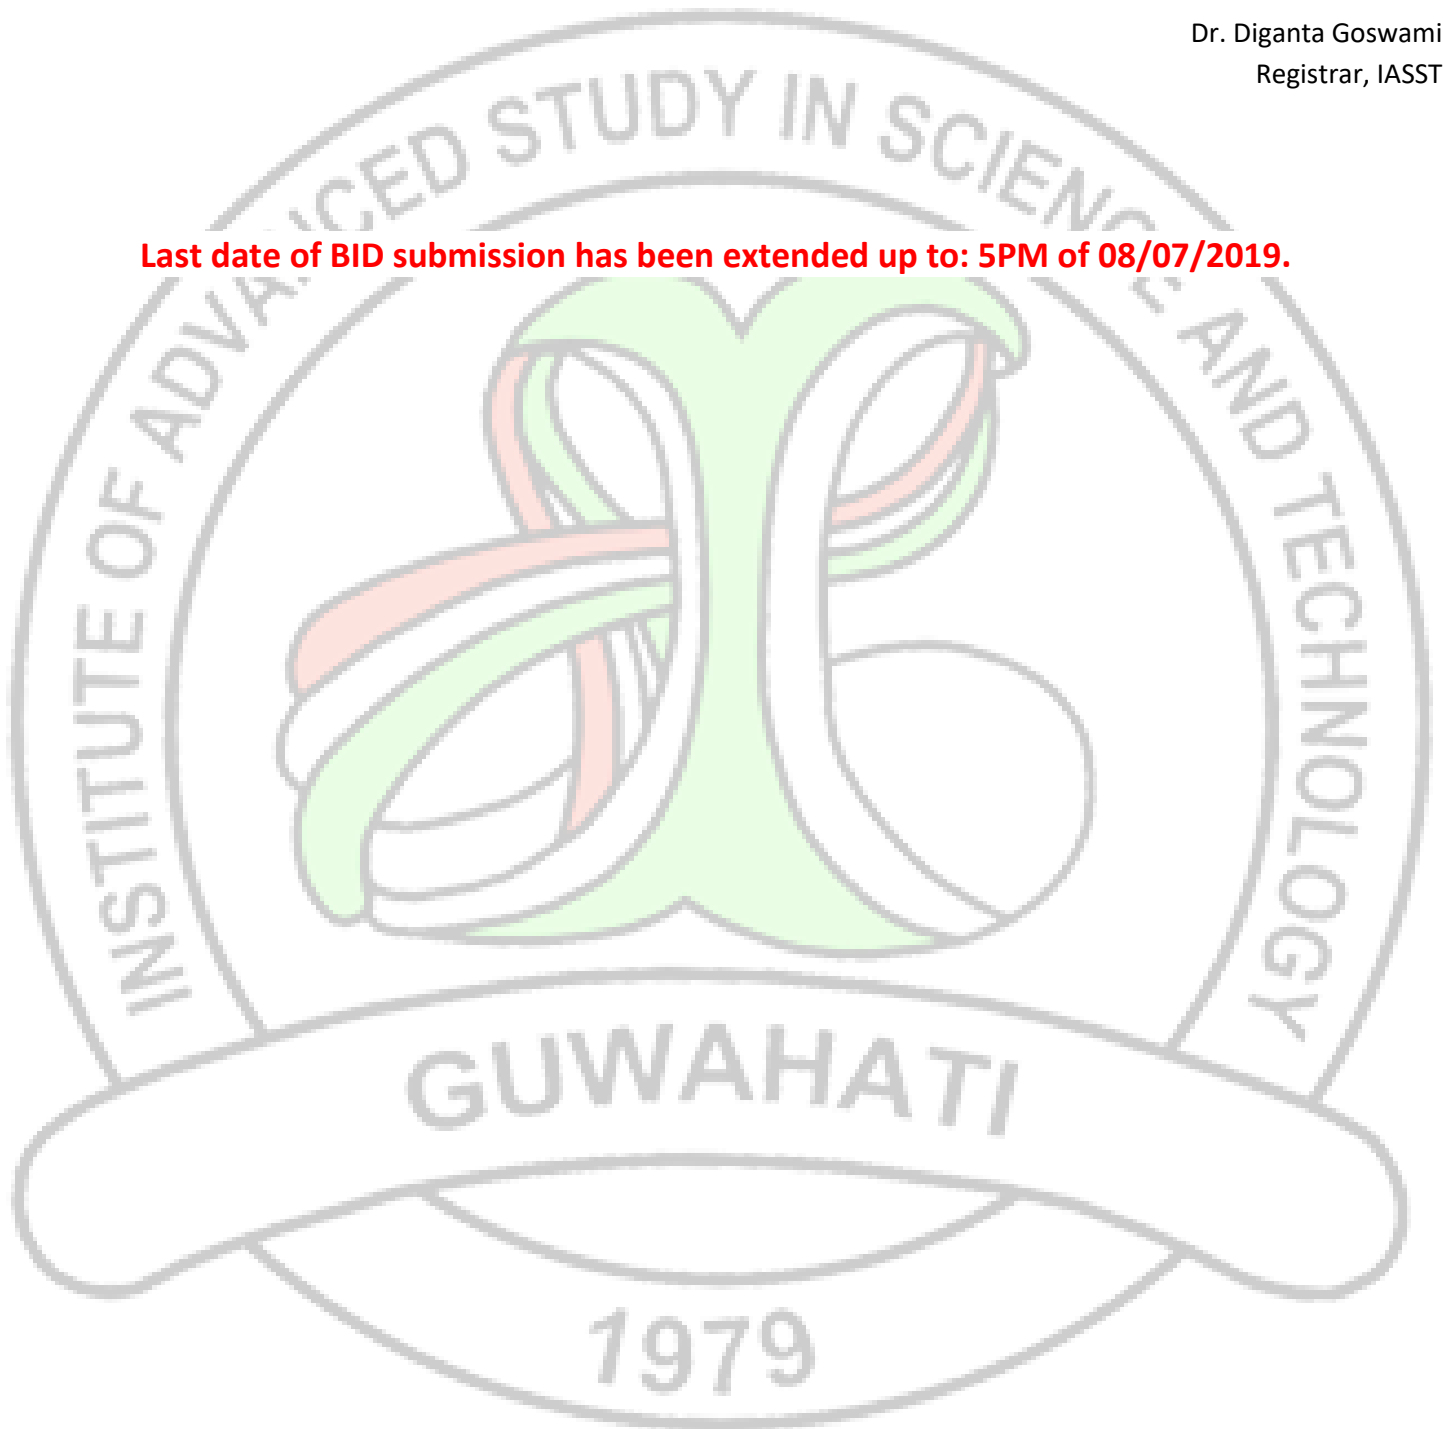 Dr. Diganta Goswami
Registrar, IASST
INSTITUTE OF ADVANCED STUDY IN SCIENCE AND TECHNOLOGY
Last date of BID submission has been extended up to: 5PM of 08/07/2019.
GUWAHATI
1979